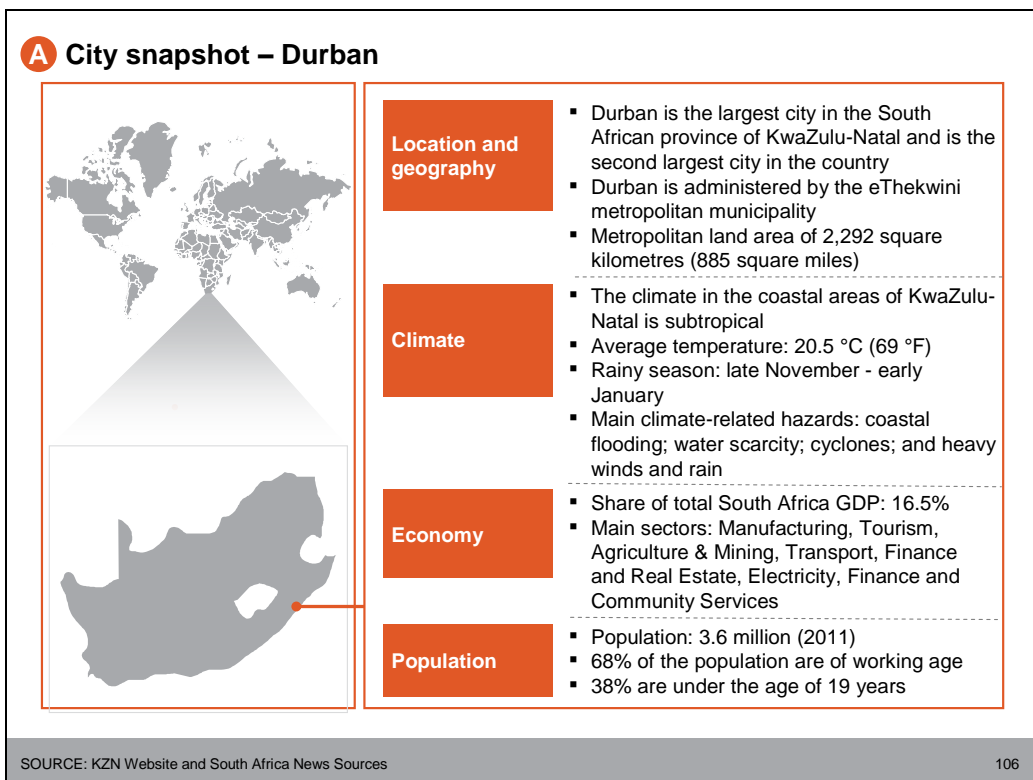 A City snapshot – Durban
Location and
geography
▪ Durban is the largest city in the South
African province of KwaZulu-Natal and is the
second largest city in the country
▪ Durban is administered by the eThekwini
metropolitan municipality
▪ Metropolitan land area of 2,292 square
kilometres (885 square miles)
Climate
▪ The climate in the coastal areas of KwaZulu-
Natal is subtropical
▪ Average temperature: 20.5 °C (69 °F)
▪ Rainy season: late November - early
January
▪ Main climate-related hazards: coastal
flooding; water scarcity; cyclones; and heavy
winds and rain
Economy
▪ Share of total South Africa GDP: 16.5%
▪ Main sectors: Manufacturing, Tourism,
Agriculture & Mining, Transport, Finance
and Real Estate, Electricity, Finance and
Community Services
Population
▪ Population: 3.6 million (2011)
▪ 68% of the population are of working age
▪ 38% are under the age of 19 years
SOURCE: KZN Website and South Africa News Sources
106